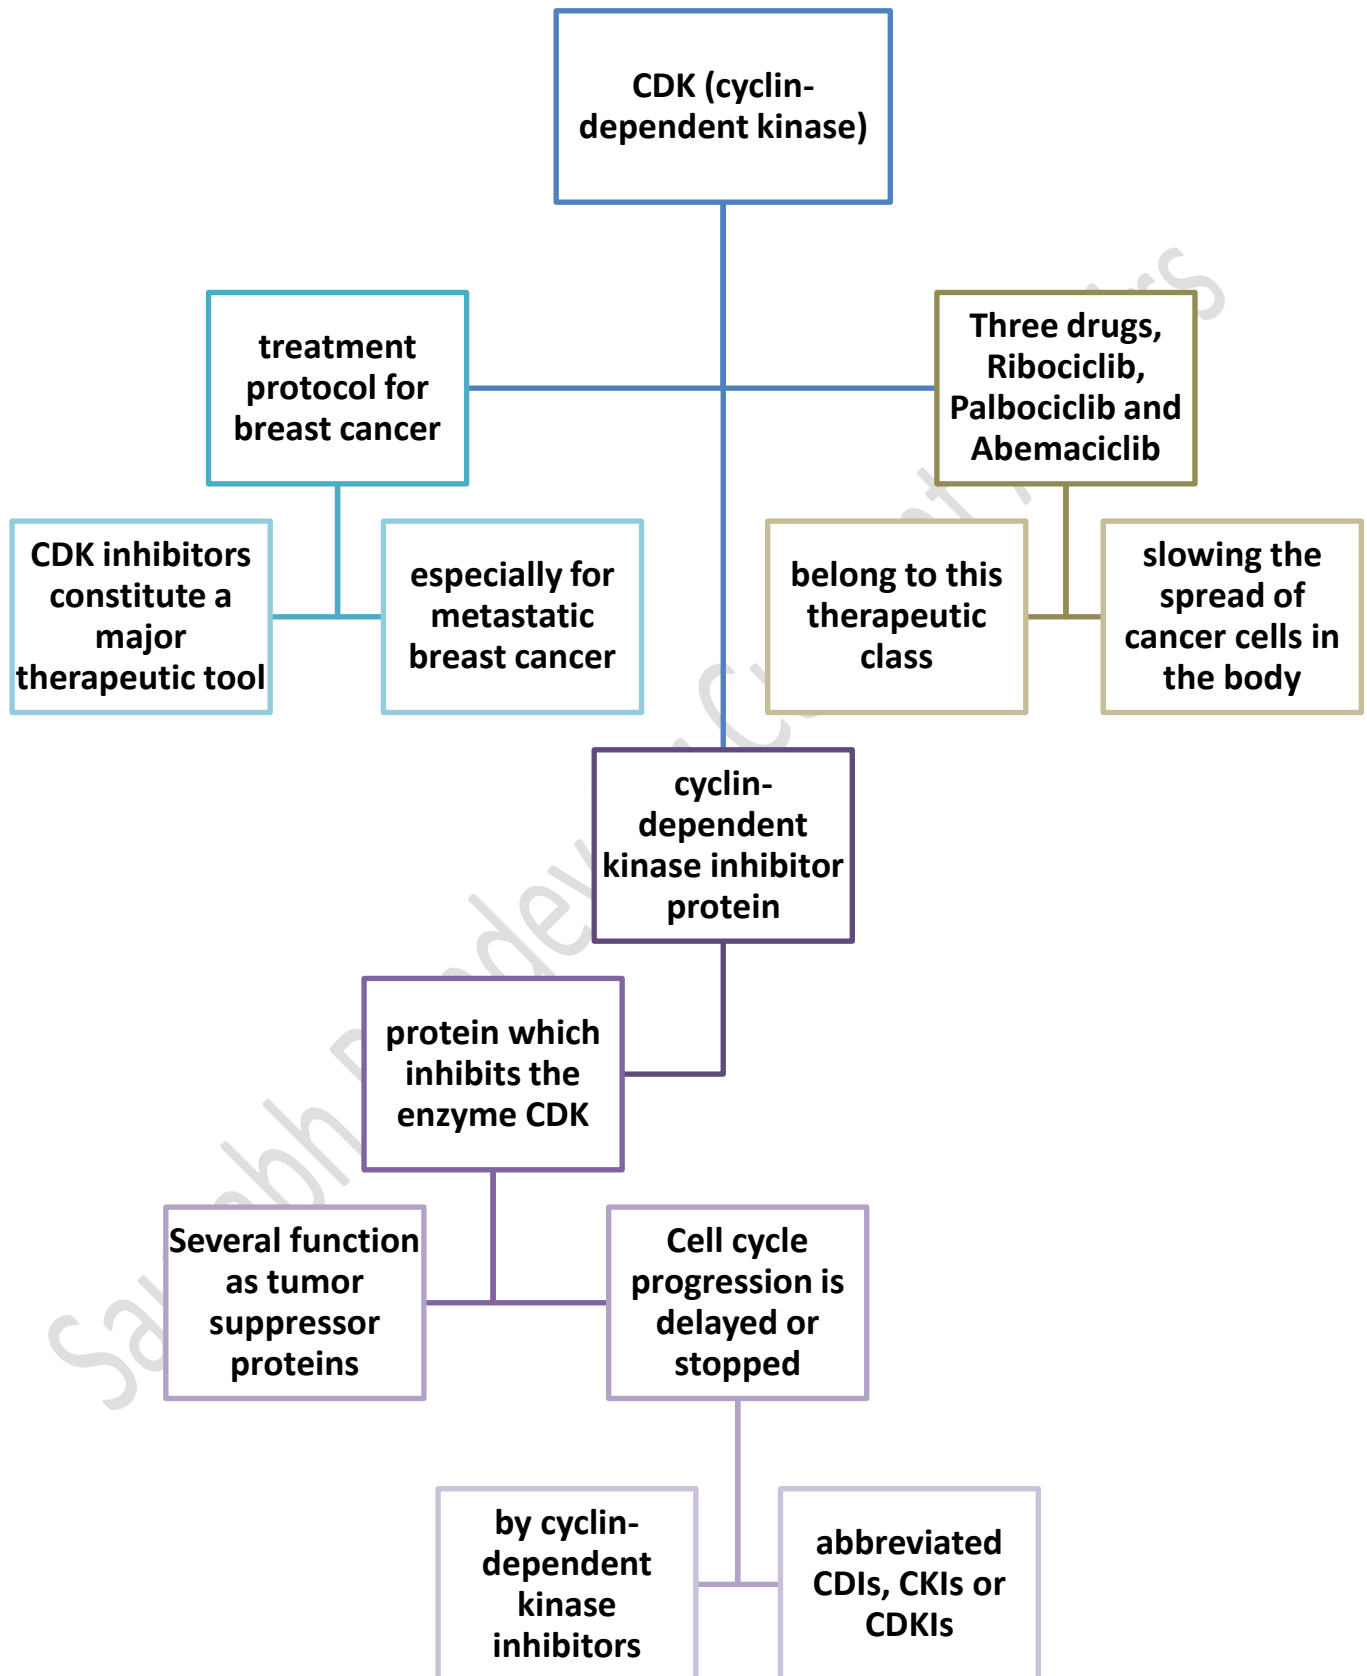 CDK (cyclin-
dependent kinase)
treatment
protocol for
breast cancer
Three drugs,
Ribociclib,
Palbociclib and
Abemaciclib
CDK inhibitors
constitute a
major
therapeutic tool
especially for
metastatic
breast cancer
belong to this
therapeutic
class
slowing the
spread of
cancer cells in
the body
cyclin-
dependent
kinase inhibitor
protein
protein which
inhibits the
enzyme CDK
Several function
as tumor
suppressor
proteins
Cell cycle
progression is
delayed or
stopped
by cyclin-
dependent
kinase
inhibitors
abbreviated
CDIs, CKIs or
CDKIs